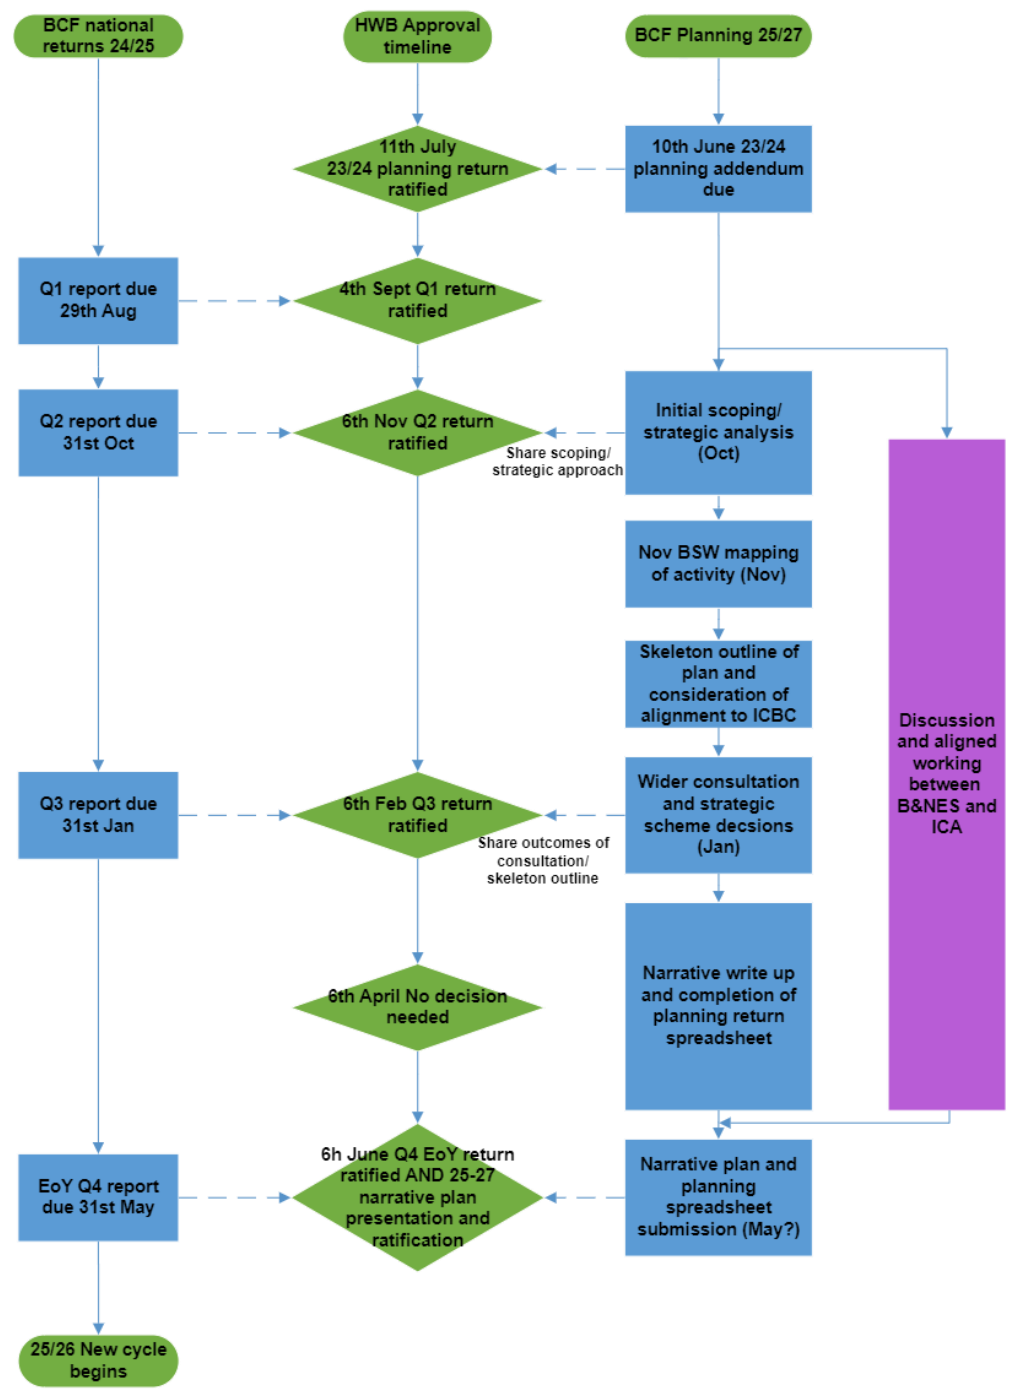 BCF national
returns 24/25
HWB Approval
timeline
BCF Planning 25/27
11th July
23/24 planning return
ratified
10th June 23/24
planning addendum
due
Q1 report due
29th Aug
4th Sept Q1 return
ratified
Q2 report due
31st Oct
6th Nov Q2 return
ratified
Share scoping/
strategic approach
Initial scoping/
strategic analysis
(Oct)
Nov BSW mapping
of activity (Nov)
Skeleton outline of
plan and
consideration of
alignment to ICBC
Discussion
and aligned
working
between
B&NES and
ICA
Q3 report due
31st Jan
6th Feb Q3 return
ratified
Share outcomes of
consultation/
skeleton outline
Wider consultation
and strategic
scheme decsions
(Jan)
Narrative write up
and completion of
planning return
spreadsheet
6th April No decision
needed
EoY Q4 report
due 31st May
6h June Q4 EoY return
ratified AND 25-27
narrative plan
presentation and
ratification
Narrative plan and
planning
spreadsheet
submission (May?)
25/26 New cycle
begins